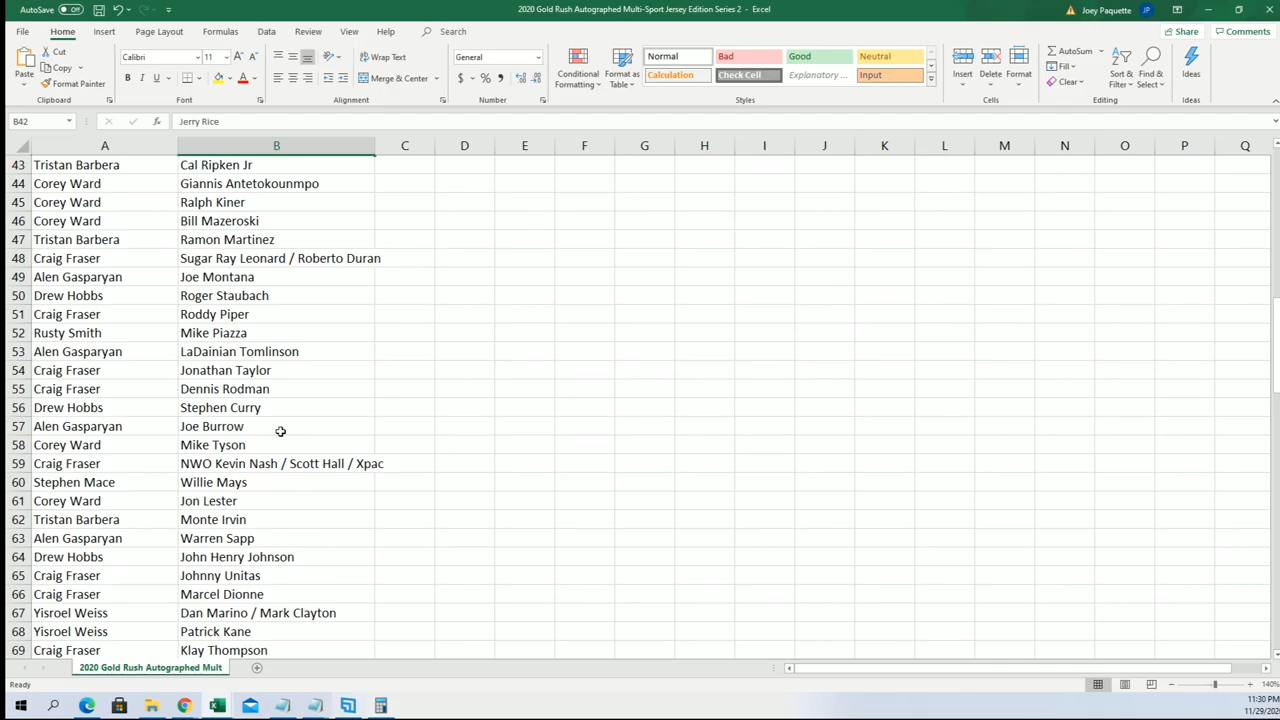 AutoSave Off 2020 Gold Rush Autographed Multi-Sport Jersey Edition Series 2 - Excel Joey Paquette JP
File Home Insert Page Layout Formulas Data Review View Help Search Share Comments
Cut
Copy
Format Painter
Paste
Calibri 11
B I U A
Wrap Text
Merge & Center
General
$ % 9
Conditional Formatting
Format as Table
Normal Bad Good Neutral
Calculation Check Cell Explanatory ... Input
Insert Delete Format
AutoSum
Fill
Clear
Sort & Filter
Find & Select
Ideas
Clipboard Font Alignment Number Styles Cells Editing Ideas
B42 fx Jerry Rice
A B C D E F G H I J K L M N O P Q
43 Tristan Barbera Cal Ripken Jr
44 Corey Ward Giannis Antetokounmpo
45 Corey Ward Ralph Kiner
46 Corey Ward Bill Mazeroski
47 Tristan Barbera Ramon Martinez
48 Craig Fraser Sugar Ray Leonard / Roberto Duran
49 Alen Gasparyan Joe Montana
50 Drew Hobbs Roger Staubach
51 Craig Fraser Roddy Piper
52 Rusty Smith Mike Piazza
53 Alen Gasparyan LaDainian Tomlinson
54 Craig Fraser Jonathan Taylor
55 Craig Fraser Dennis Rodman
56 Drew Hobbs Stephen Curry
57 Alen Gasparyan Joe Burrow
58 Corey Ward Mike Tyson
59 Craig Fraser NWO Kevin Nash / Scott Hall / Xpac
60 Stephen Mace Willie Mays
61 Corey Ward Jon Lester
62 Tristan Barbera Monte Irvin
63 Alen Gasparyan Warren Sapp
64 Drew Hobbs John Henry Johnson
65 Craig Fraser Johnny Unitas
66 Craig Fraser Marcel Dionne
67 Yisroel Weiss Dan Marino / Mark Clayton
68 Yisroel Weiss Patrick Kane
69 Craig Fraser Klay Thompson
2020 Gold Rush Autographed Mult
Ready 140%
11:30 PM